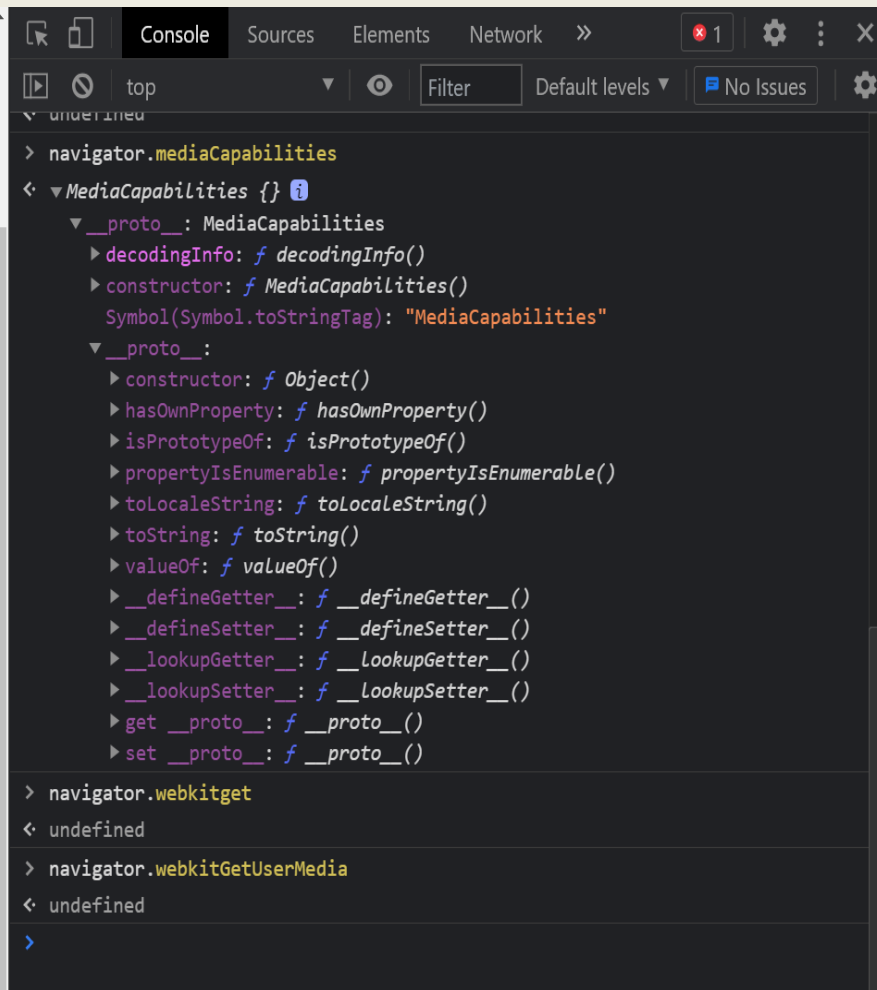 Console Sources Elements Network » 1
top Filter Default levels ▼ No Issues
undefined
> navigator.mediaCapabilities
MediaCapabilities {} i
__proto__: MediaCapabilities
decodingInfo: ƒ decodingInfo()
constructor: ƒ MediaCapabilities()
Symbol(Symbol.toStringTag): "MediaCapabilities"
__proto__:
constructor: ƒ Object()
hasOwnProperty: ƒ hasOwnProperty()
isPrototypeOf: ƒ isPrototypeOf()
propertyIsEnumerable: ƒ propertyIsEnumerable()
toLocaleString: ƒ toLocaleString()
toString: ƒ toString()
valueOf: ƒ valueOf()
__defineGetter__: ƒ __defineGetter__()
__defineSetter__: ƒ __defineSetter__()
__lookupGetter__: ƒ __lookupGetter__()
__lookupSetter__: ƒ __lookupSetter__()
get __proto__: ƒ __proto__()
set __proto__: ƒ __proto__()
> navigator.webkitget
undefined
> navigator.webkitGetUserMedia
undefined
>